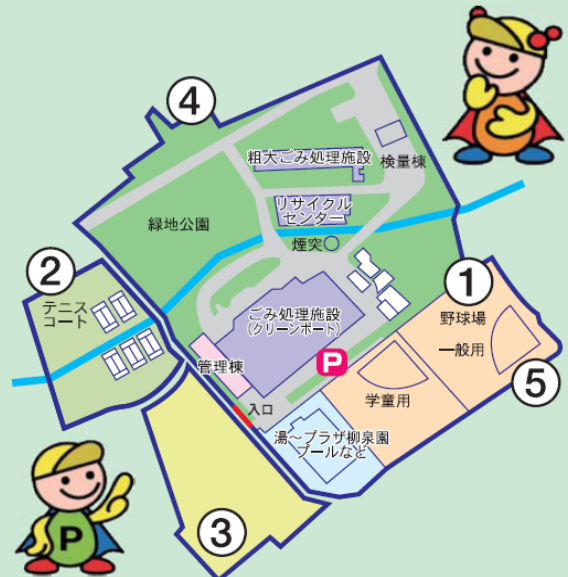 ④
粗大ごみ処理施設
検量棟
リサイクル
センター
緑地公園
煙突
②
テニス
コート
①
野球場
一般用
ごみ処理施設
(クリーンポート)
P
管理棟
学童用
⑤
入口
湯～プラザ柳泉園
プールなど
③
P